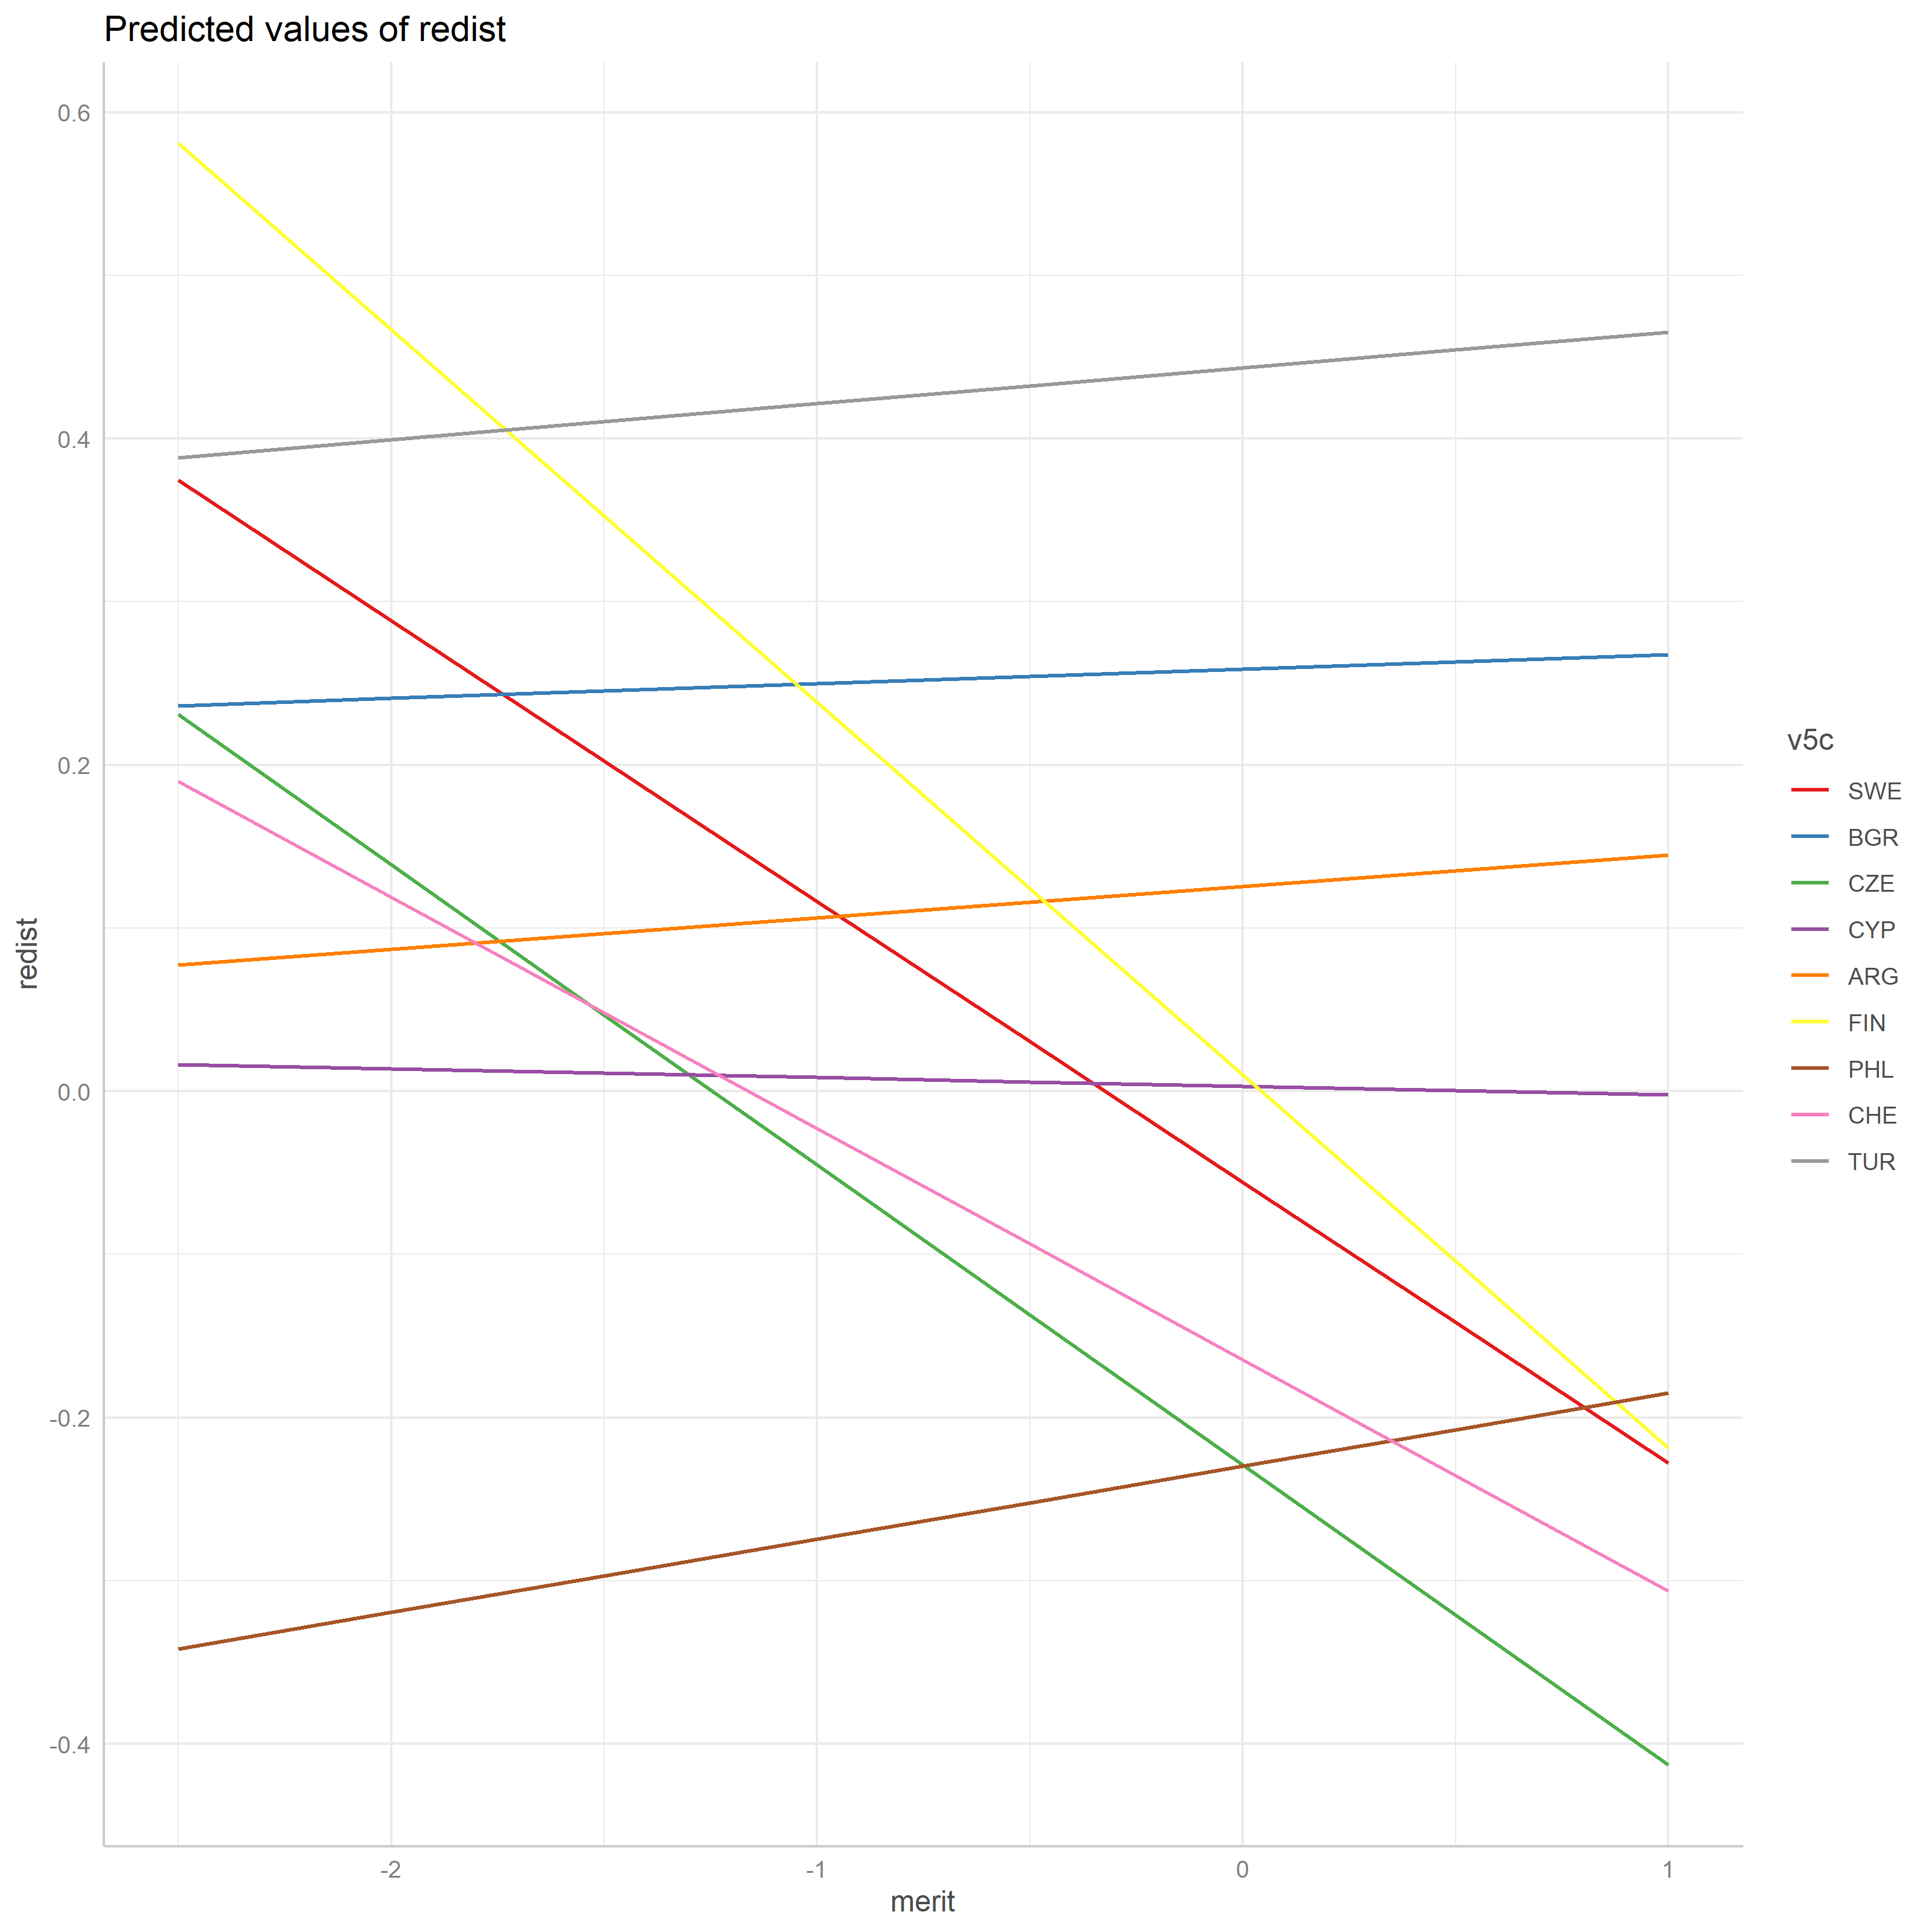 Predicted values of redist
0.6
0.4
0.2
0.0
-0.2
-0.4
redist
-2
-1
0
1
merit
v5c
SWE
BGR
CZE
CYP
ARG
FIN
PHL
CHE
TUR